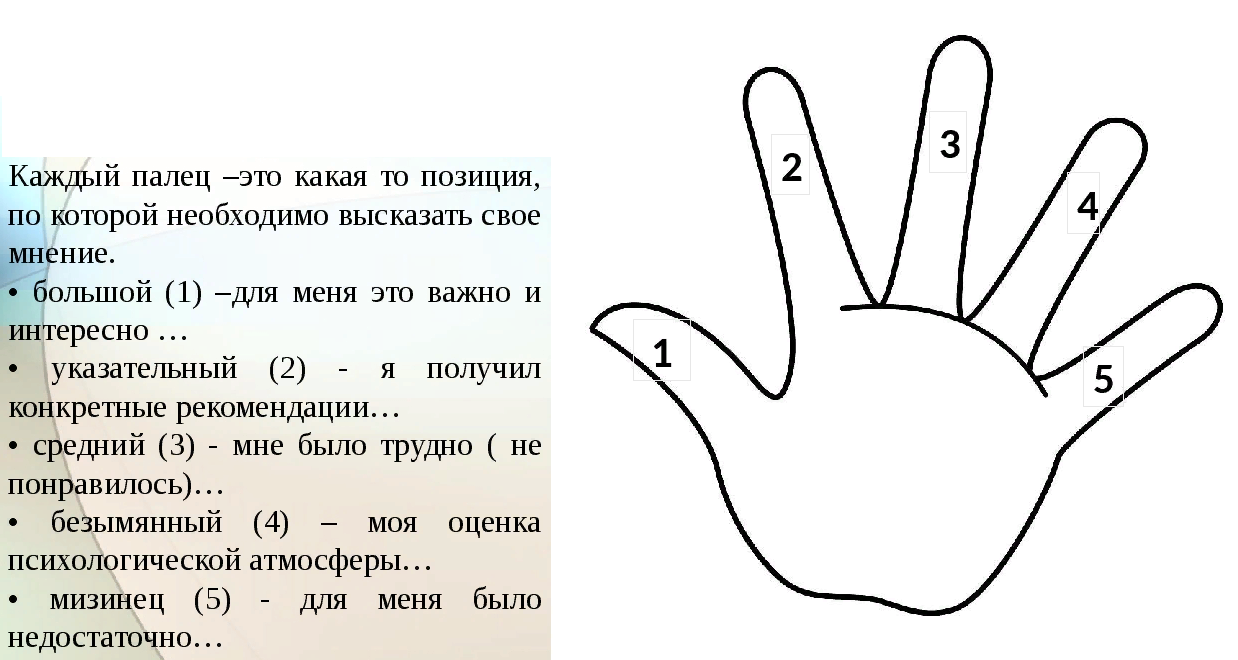 Каждый палец –это какая то позиция,
по которой необходимо высказать свое
мнение.
• большой (1) –для меня это важно и
интересно …
• указательный (2) - я получил
конкретные рекомендации…
• средний (3) - мне было трудно ( не
понравилось)…
• безымянный (4) – моя оценка
психологической атмосферы…
• мизинец (5) - для меня было
недостаточно…
1
2
3
4
5